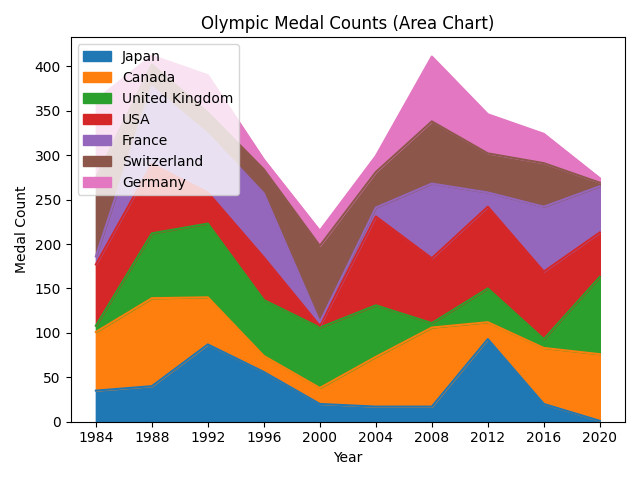 Olympic Medal Counts (Area Chart)
Japan
Canada
United Kingdom
USA
France
Switzerland
Germany
400
350
300
250
200
150
100
50
0
Medal Count
1984 1988 1992 1996 2000 2004 2008 2012 2016 2020
Year